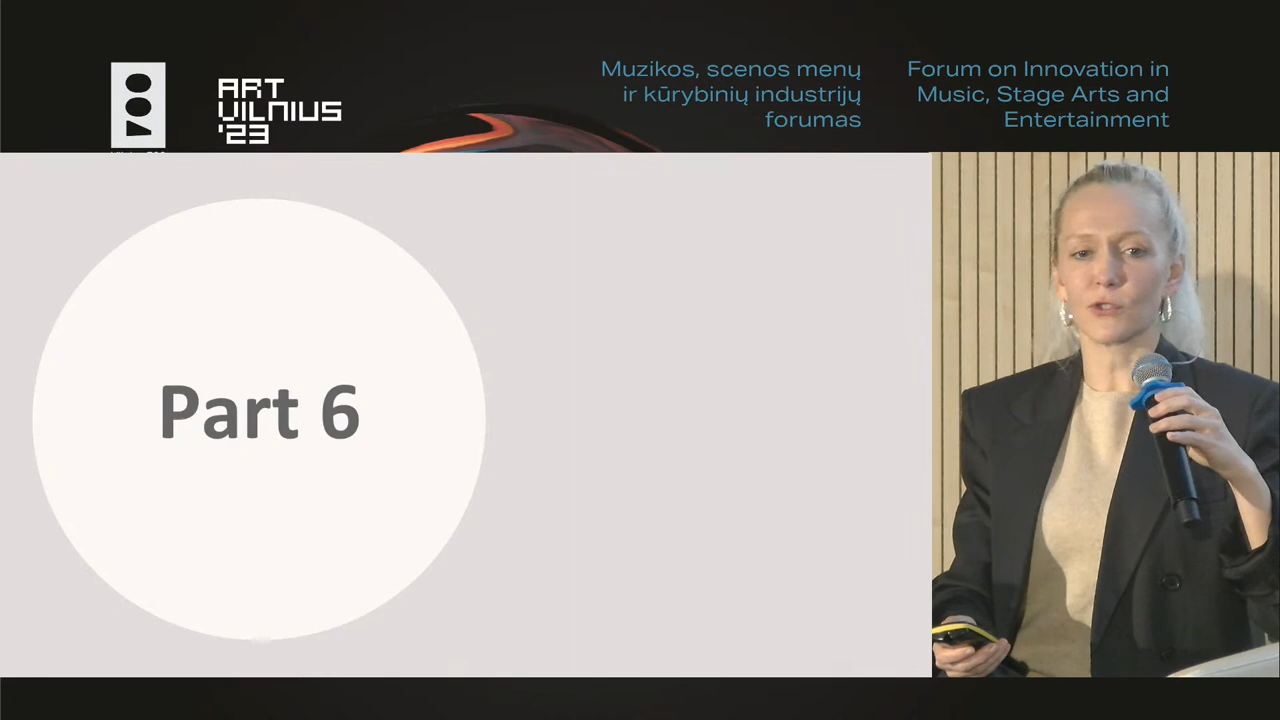 ART
VILNIUS
'23
Muzikos, scenos menų
ir kūrybinių industrijų
forumas
Forum on Innovation in
Music, Stage Arts and
Entertainment
Part 6